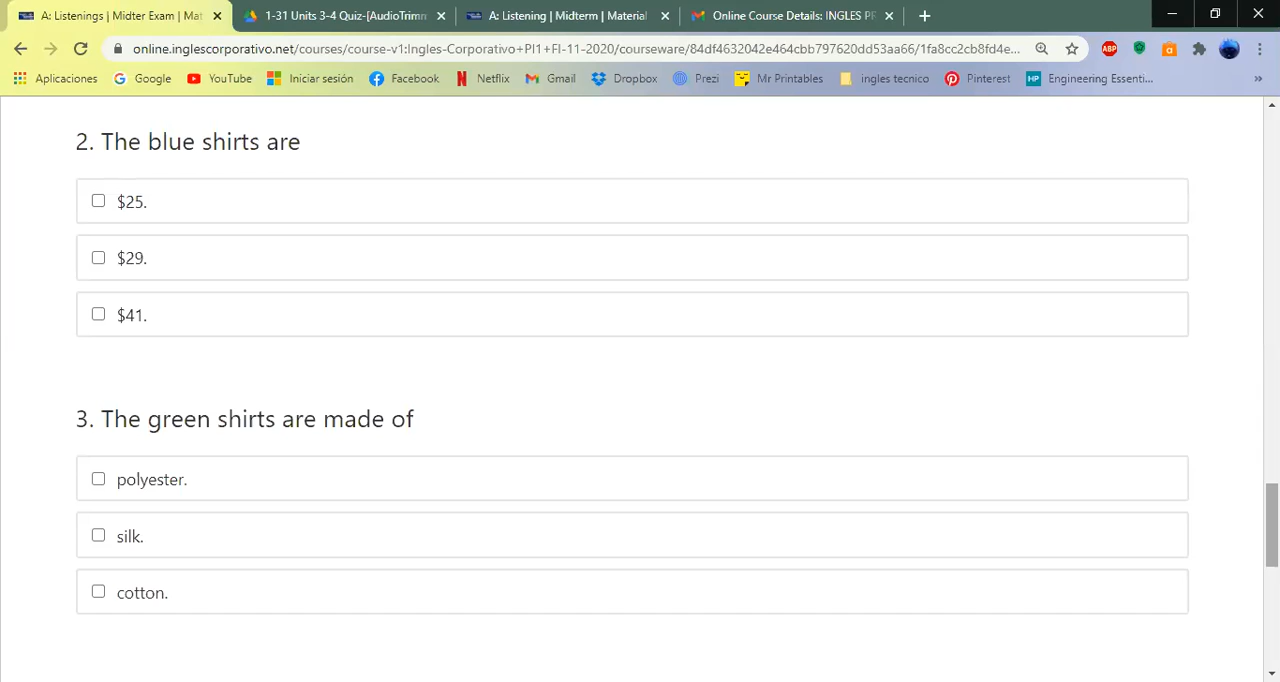 A: Listenings | Midter Exam | Mat
1-31 Units 3-4 Quiz-[AudioTrimm
A: Listening | Midterm | Material
Online Course Details: INGLES PR
online.inglescorporativo.net/courses/course-v1:Ingles-Corporativo+PI1+FI-11-2020/courseware/84df4632042e464cbb797620dd53aa66/1fa8cc2cb8fd4e...
ABP
Aplicaciones
Google
YouTube
Iniciar sesión
Facebook
Netflix
Gmail
Dropbox
Prezi
Mr Printables
ingles tecnico
Pinterest
HP
Engineering Essenti...
»
2. The blue shirts are
$25.
$29.
$41.
3. The green shirts are made of
polyester.
silk.
cotton.